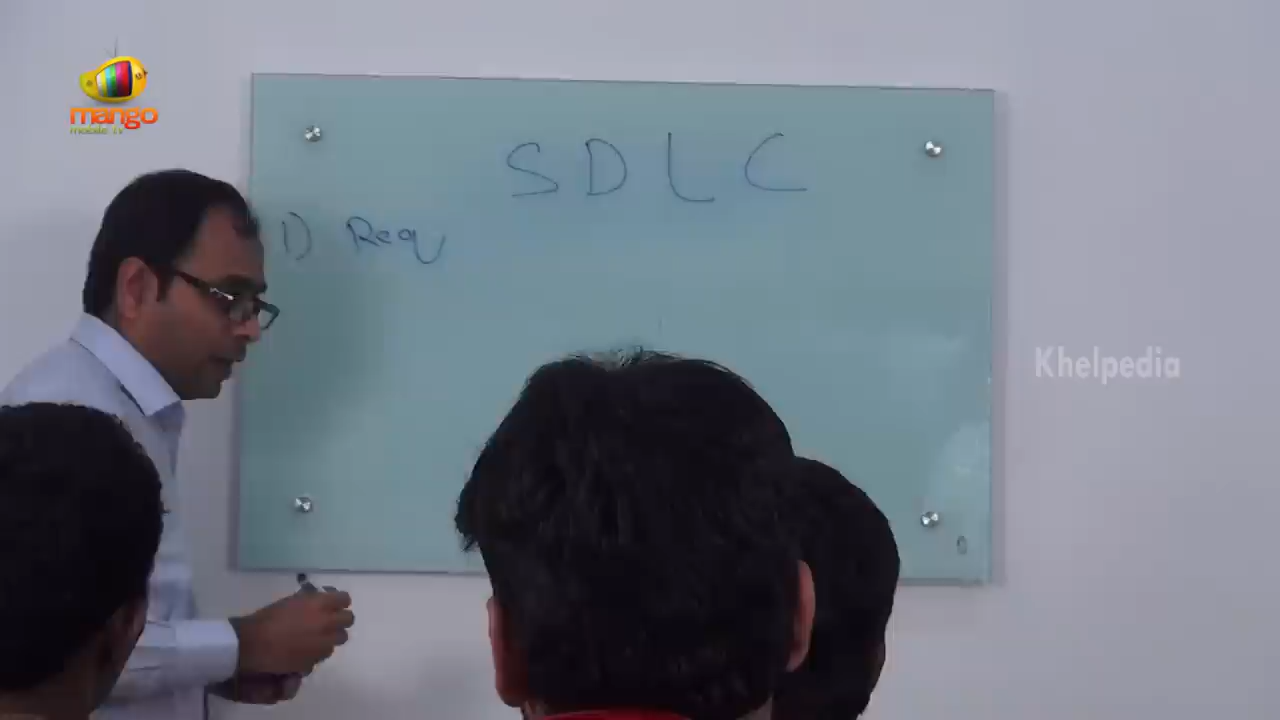 mango
mobile tv
SDLC
1) Req
Khelpedia